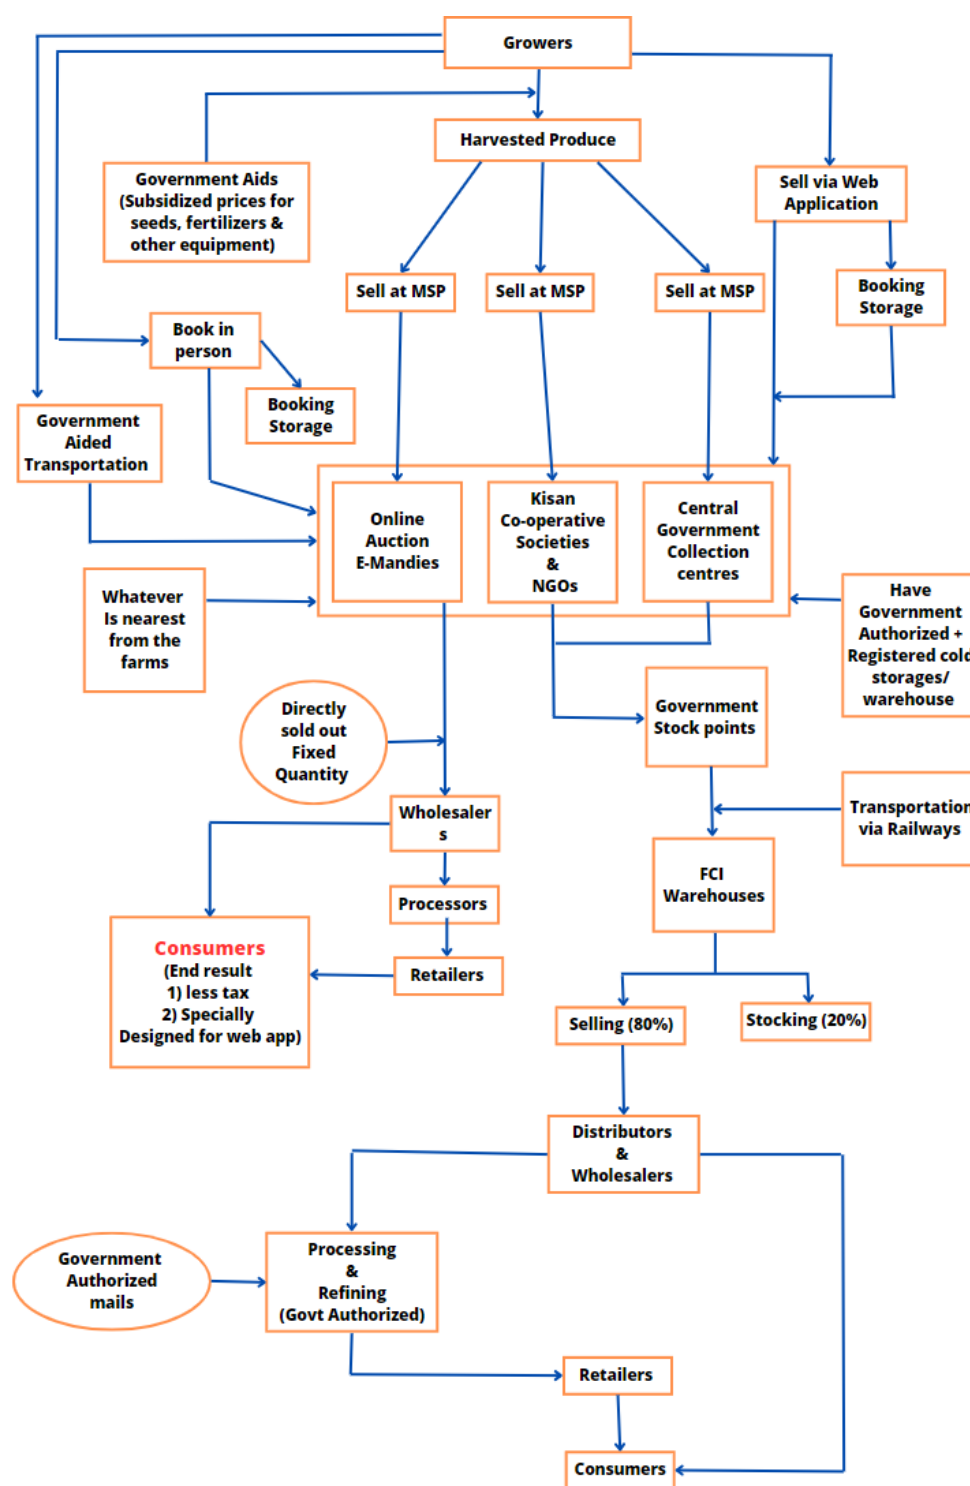 Growers
Harvested Produce
Government Aids
(Subsidized prices for
seeds, fertilizers &
other equipment)
Sell via Web
Application
Sell at MSP
Sell at MSP
Sell at MSP
Booking
Storage
Book in
person
Booking
Storage
Government
Aided
Transportation
Online
Auction
E-Mandies
Kisan
Co-operative
Societies
&
NGOs
Central
Government
Collection
centres
Whatever
Is nearest
from the
farms
Have
Government
Authorized +
Registered cold
storages/
warehouse
Directly
sold out
Fixed
Quantity
Government
Stock points
Wholesaler
s
Transportation
via Railways
Processors
FCI
Warehouses
Consumers
(End result
1) less tax
2) Specially
Designed for web app)
Retailers
Selling (80%)
Stocking (20%)
Distributors
&
Wholesalers
Government
Authorized
mails
Processing
&
Refining
(Govt Authorized)
Retailers
Consumers